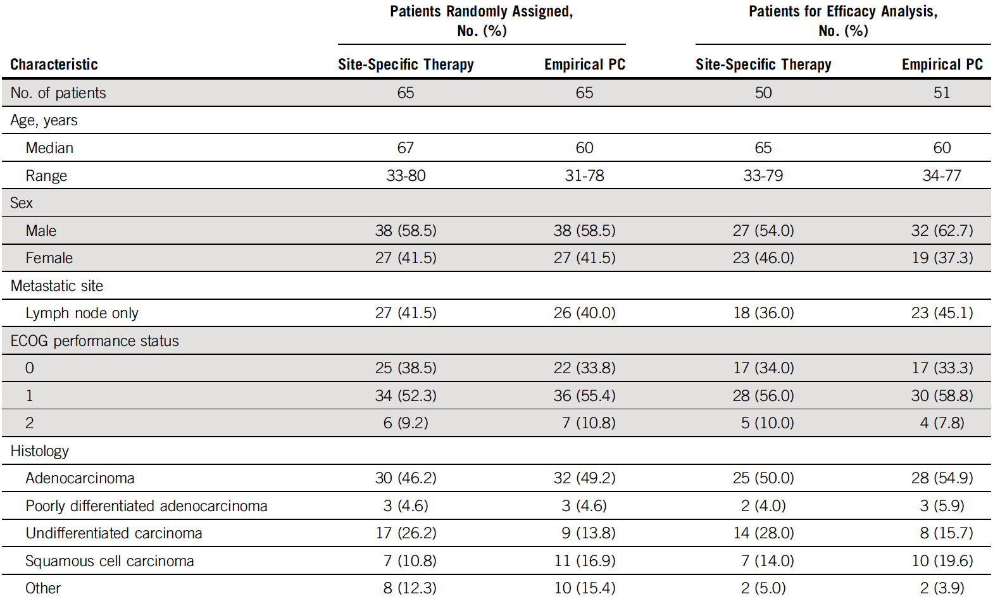 Patients Randomly Assigned, Patients for Efficacy Analysis,
No. (%) No. (%)
Characteristic Site-Specific Therapy Empirical PC Site-Specific Therapy Empirical PC
No. of patients 65 65 50 51
Age, years
Median 67 60 65 60
Range 33-80 31-78 33-79 34-77
Sex
Male 38 (58.5) 38 (58.5) 27 (54.0) 32 (62.7)
Female 27 (41.5) 27 (41.5) 23 (46.0) 19 (37.3)
Metastatic site
Lymph node only 27 (41.5) 26 (40.0) 18 (36.0) 23 (45.1)
ECOG performance status
0 25 (38.5) 22 (33.8) 17 (34.0) 17 (33.3)
1 34 (52.3) 36 (55.4) 28 (56.0) 30 (58.8)
2 6 (9.2) 7 (10.8) 5 (10.0) 4 (7.8)
Histology
Adenocarcinoma 30 (46.2) 32 (49.2) 25 (50.0) 28 (54.9)
Poorly differentiated adenocarcinoma 3 (4.6) 3 (4.6) 2 (4.0) 3 (5.9)
Undifferentiated carcinoma 17 (26.2) 9 (13.8) 14 (28.0) 8 (15.7)
Squamous cell carcinoma 7 (10.8) 11 (16.9) 7 (14.0) 10 (19.6)
Other 8 (12.3) 10 (15.4) 2 (5.0) 2 (3.9)